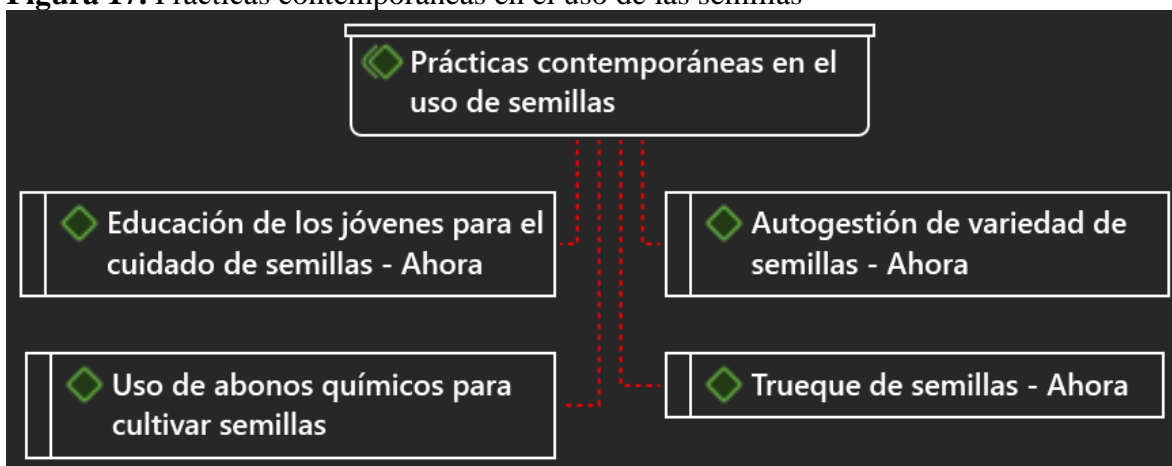 Figura 17. Prácticas contemporáneas en el uso de las semillas
Prácticas contemporáneas en el
uso de semillas
Educación de los jóvenes para el
cuidado de semillas - Ahora
Autogestión de variedad de
semillas - Ahora
Uso de abonos químicos para
cultivar semillas
Trueque de semillas - Ahora